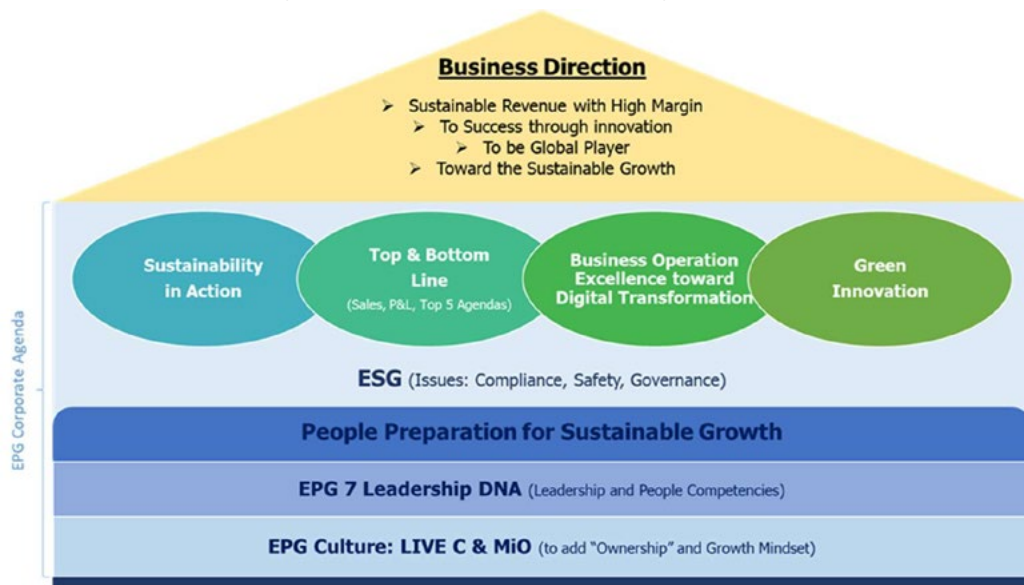 Business Direction
➢ Sustainable Revenue with High Margin
➢ To Success through innovation
➢ To be Global Player
➢ Toward the Sustainable Growth
Sustainability
in Action
Top & Bottom
Line
(Sales, P&L, Top 5 Agendas)
Business Operation
Excellence toward
Digital Transformation
Green
Innovation
ESG (Issues: Compliance, Safety, Governance)
EPG Corporate Agenda
People Preparation for Sustainable Growth
EPG 7 Leadership DNA (Leadership and People Competencies)
EPG Culture: LIVE C & MiO (to add “Ownership” and Growth Mindset)